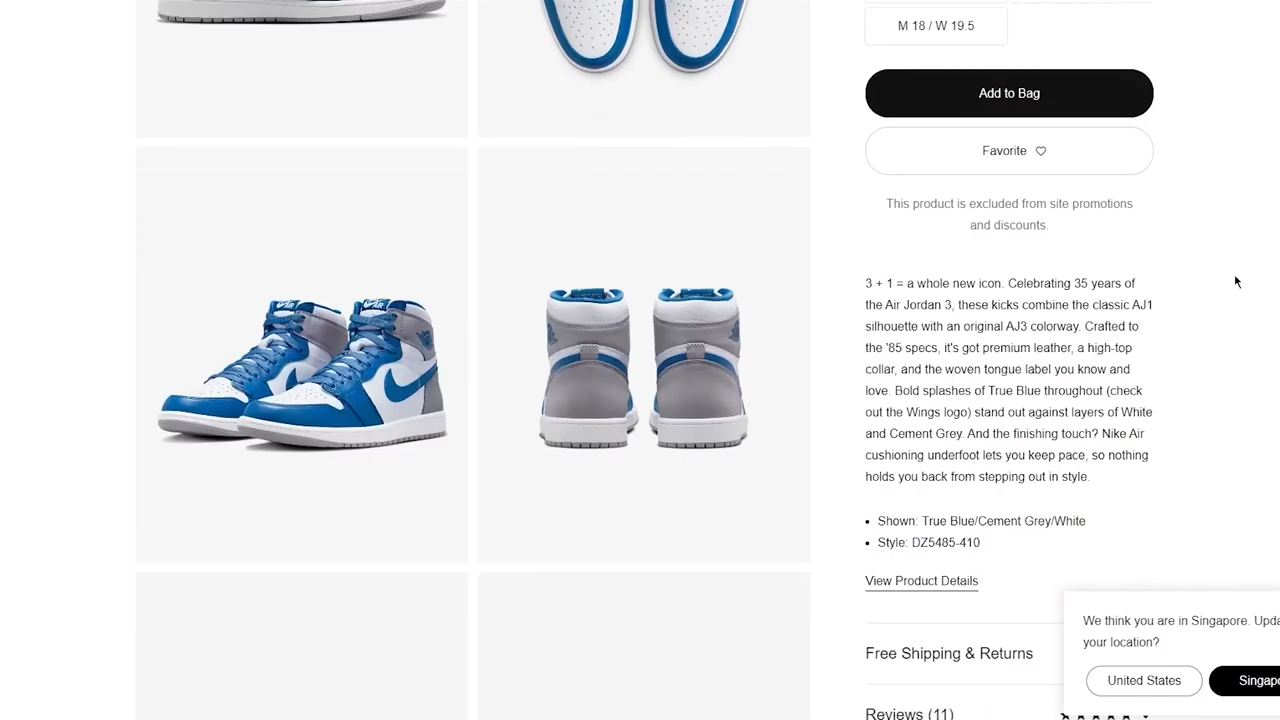 M 18 / W 19.5
Add to Bag
Favorite
This product is excluded from site promotions
and discounts.
3 + 1 = a whole new icon. Celebrating 35 years of
the Air Jordan 3, these kicks combine the classic AJ1
silhouette with an original AJ3 colorway. Crafted to
the '85 specs, it's got premium leather, a high-top
collar, and the woven tongue label you know and
love. Bold splashes of True Blue throughout (check
out the Wings logo) stand out against layers of White
and Cement Grey. And the finishing touch? Nike Air
cushioning underfoot lets you keep pace, so nothing
holds you back from stepping out in style.
Shown: True Blue/Cement Grey/White
Style: DZ5485-410
View Product Details
We think you are in Singapore. Upda
your location?
United States
Singapo
Free Shipping & Returns
Reviews (11)